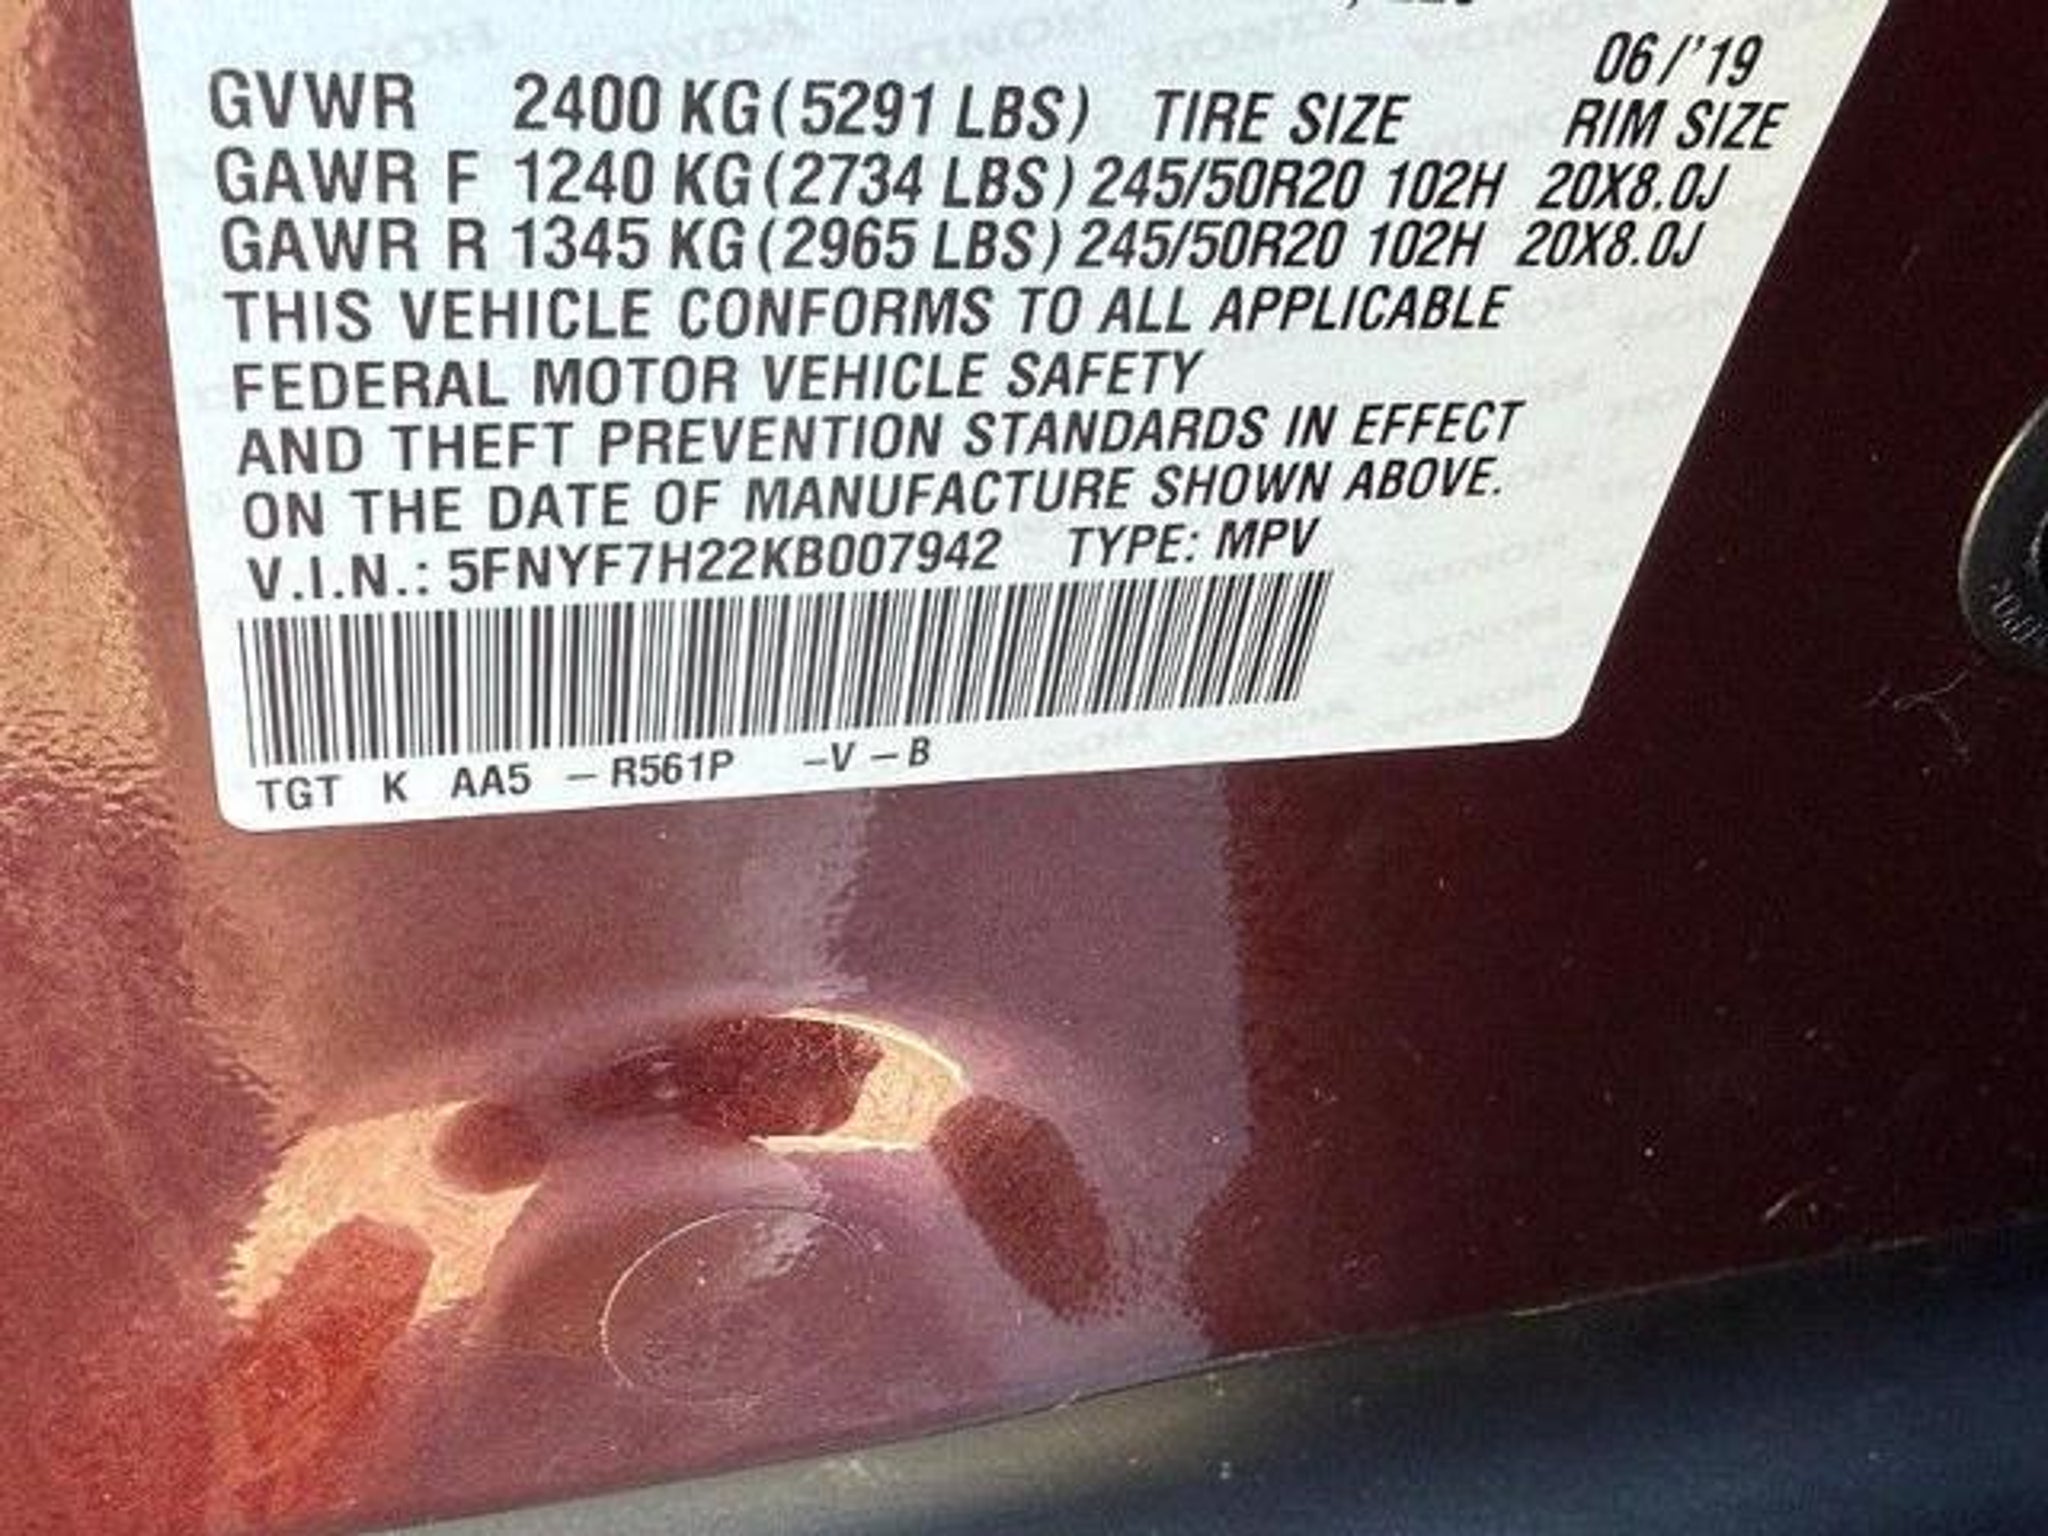 06/'19
GVWR 2400 KG (5291 LBS) TIRE SIZE RIM SIZE
GAWR F 1240 KG (2734 LBS) 245/50R20 102H 20X8.0J
GAWR R 1345 KG (2965 LBS) 245/50R20 102H 20X8.0J
THIS VEHICLE CONFORMS TO ALL APPLICABLE
FEDERAL MOTOR VEHICLE SAFETY
AND THEFT PREVENTION STANDARDS IN EFFECT
ON THE DATE OF MANUFACTURE SHOWN ABOVE.
V.I.N.: 5FNYF7H22KB007942 TYPE: MPV
TGT K AA5 – R561P –V – B